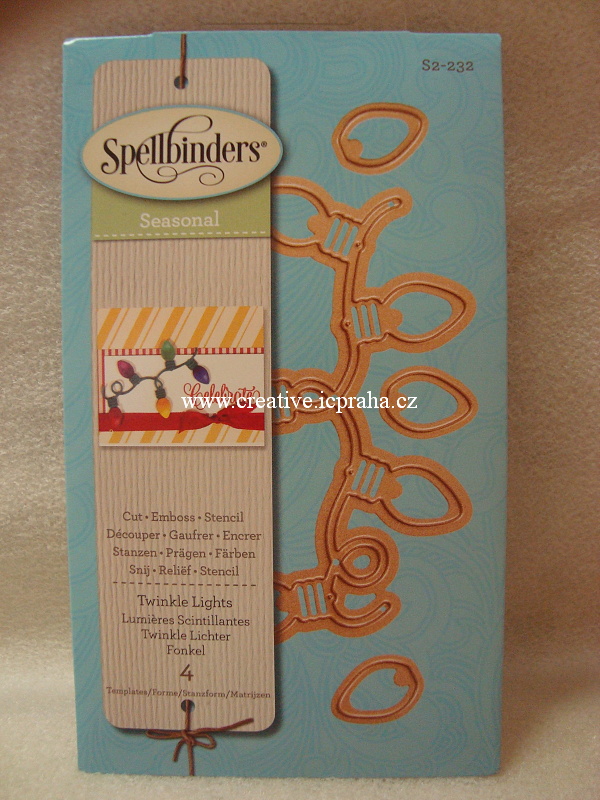 S2-232
Spellbinders®
Seasonal
Celebrate
www.creative.icpraha.cz
Cut • Emboss • Stencil
Découper • Gaufrer • Encrer
Stanzen • Prägen • Färben
Snij • Reliëf • Stencil
Twinkle Lights
Lumières Scintillantes
Twinkle Lichter
Fonkel
4
Templates/Forme/Stanzform/Matrijzen